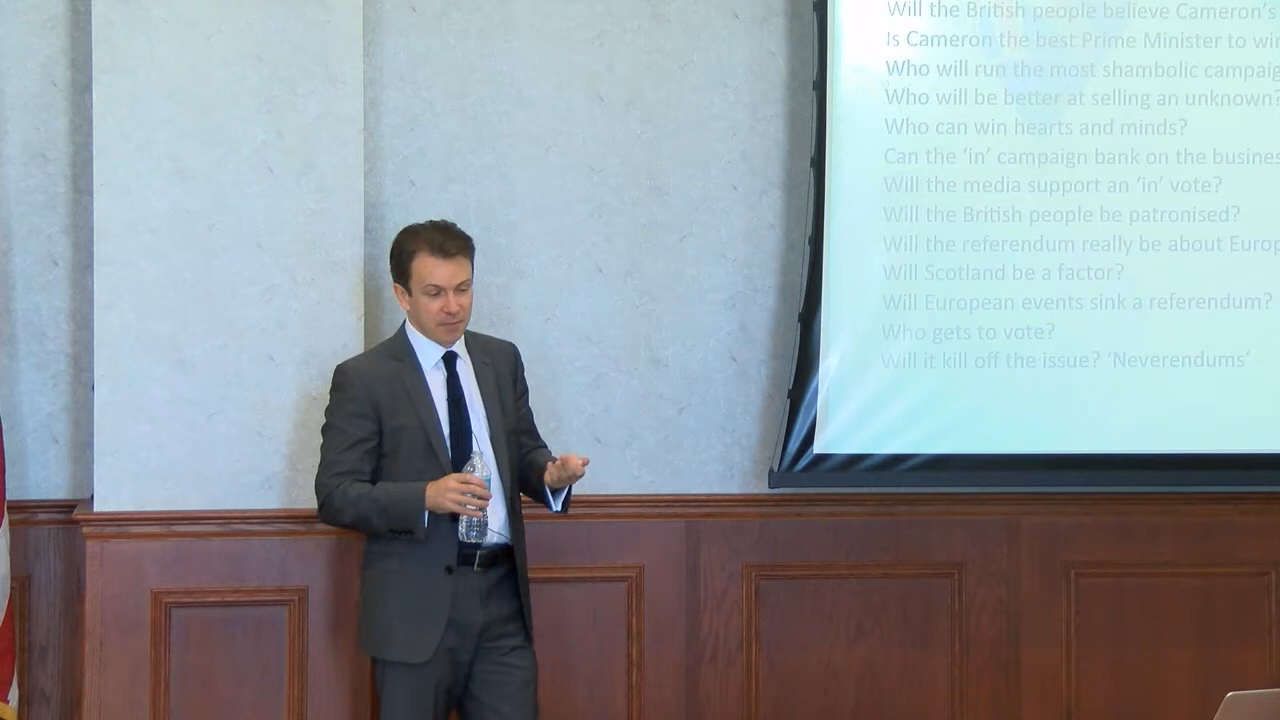 Will the British people believe Cameron's
Is Cameron the best Prime Minister to
Who will run the most shambolic
Who will be better at selling an unknown?
Who can win hearts and minds?
Can the ‘in’ campaign bank on the
Will the media support an ‘in’ vote?
Will the British people be patronised?
Will the referendum really be about
Will Scotland be a factor?
Will European events sink a referendum?
Who gets to vote?
Will it kill off the issue? ‘Neverendums’